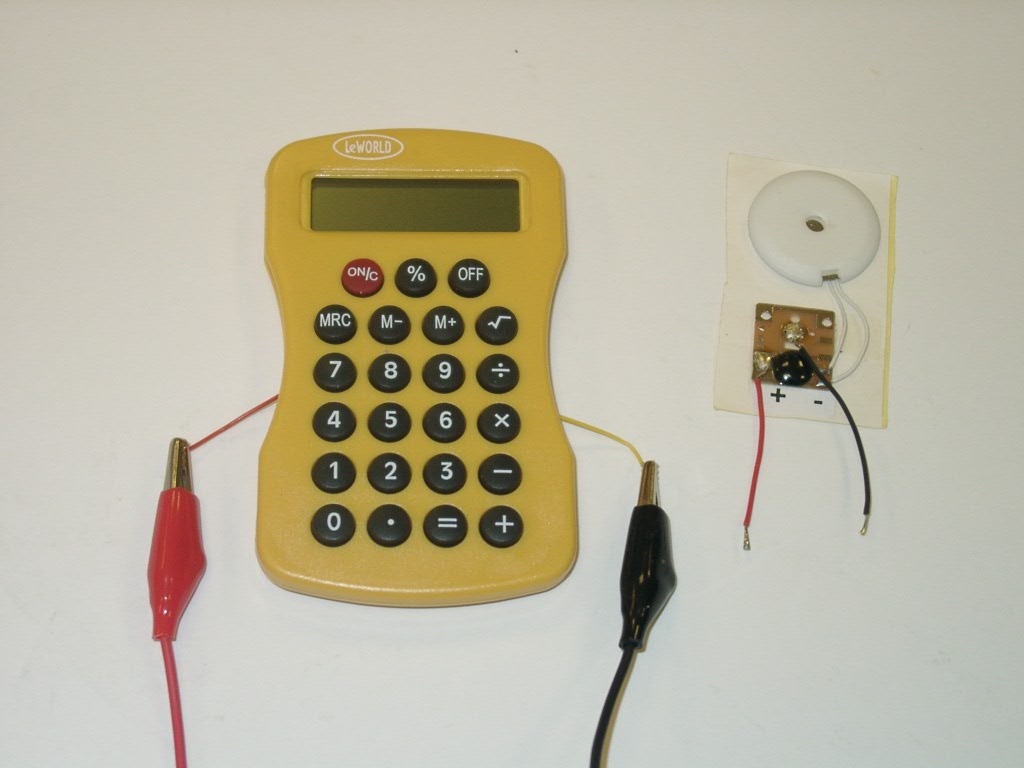 LeWORLD
ON/C % OFF
MRC M- M+ √
7 8 9 ÷
4 5 6 ×
1 2 3 −
0 . = +
+ -